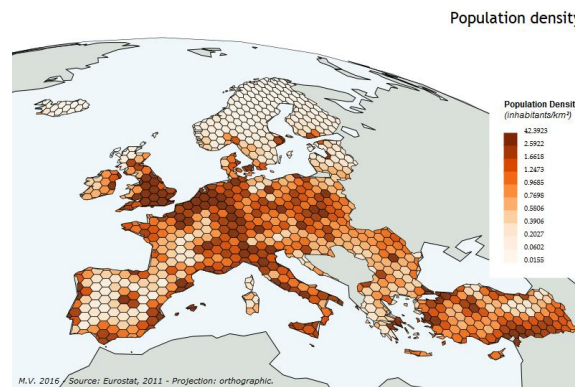 Population density
Population Densit
(inhabitants/km²)
42.3923
2.5922
1.6618
1.2473
0.9685
0.7698
0.5806
0.3906
0.2027
0.0602
0.0155
M.V. 2016 - Source: Eurostat, 2011 - Projection: orthographic.